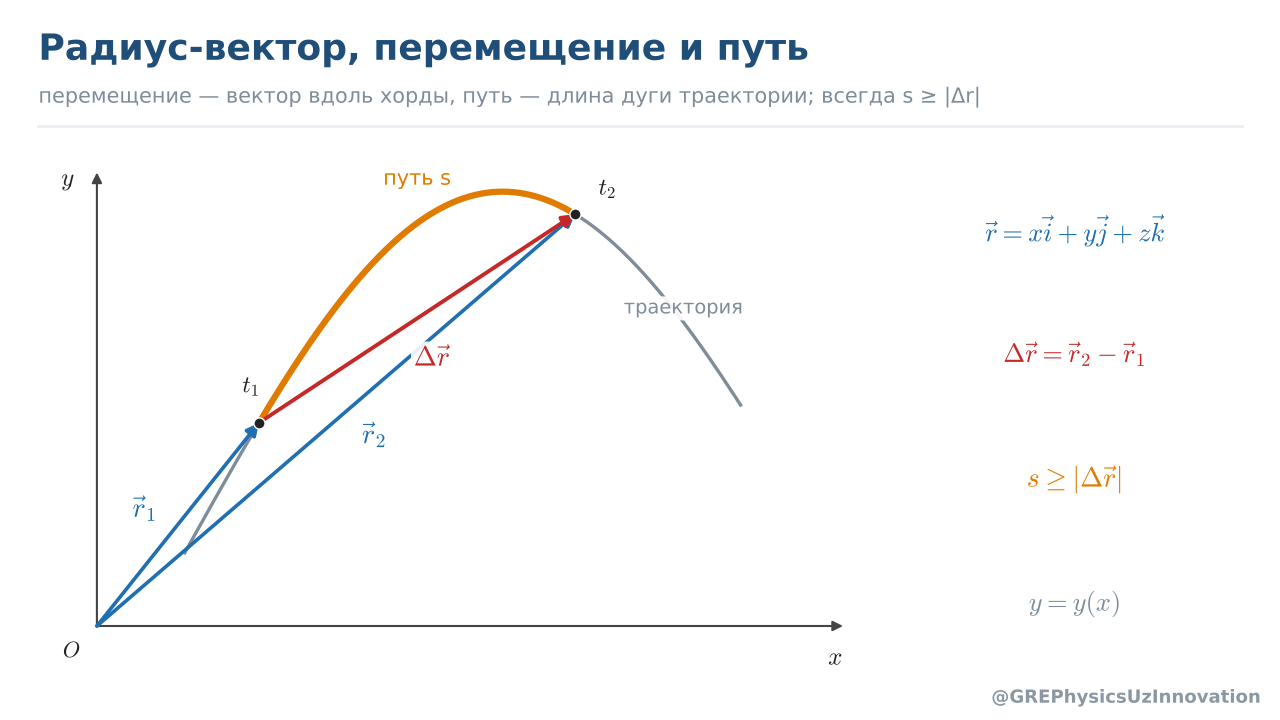 Радиус-вектор, перемещение и путь
перемещение — вектор вдоль хорды, путь — длина дуги траектории; всегда s ≥ |Δr|
y
путь s
t₂
r⃗ = xi⃗ + yj⃗ + zk⃗
траектория
Δr⃗
Δr⃗ = r⃗₂ − r⃗₁
t₁
r⃗₂
s ≥ |Δr⃗|
r⃗₁
y = y(x)
O
x
@GREPhysicsUzInnovation